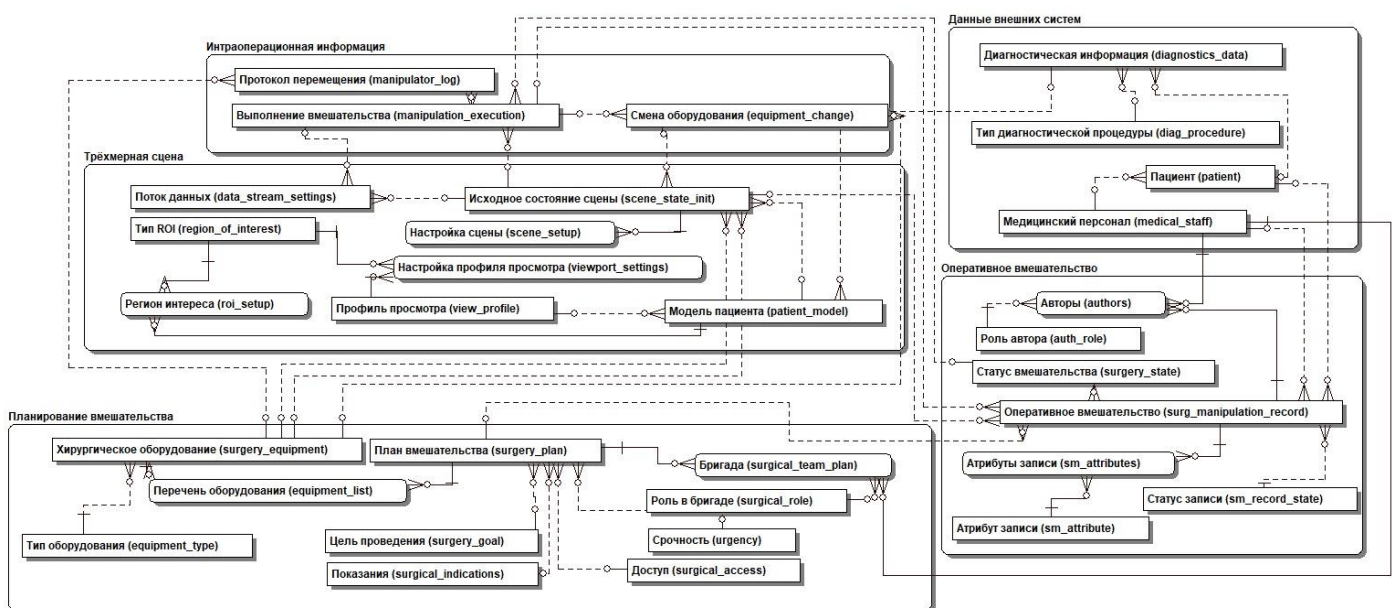 Интраоперационная информация
Протокол перемещения (manipulator_log)
Выполнение вмешательства (manipulation_execution)
Смена оборудования (equipment_change)
Данные внешних систем
Диагностическая информация (diagnostics_data)
Тип диагностической процедуры (diag_procedure)
Пациент (patient)
Медицинский персонал (medical_staff)
Трёхмерная сцена
Поток данных (data_stream_settings)
Исходное состояние сцены (scene_state_init)
Тип ROI (region_of_interest)
Настройка сцены (scene_setup)
Настройка профиля просмотра (viewport_settings)
Регион интереса (roi_setup)
Профиль просмотра (view_profile)
Модель пациента (patient_model)
Оперативное вмешательство
Авторы (authors)
Роль автора (auth_role)
Статус вмешательства (surgery_state)
Оперативное вмешательство (surg_manipulation_record)
Атрибуты записи (sm_attributes)
Статус записи (sm_record_state)
Атрибут записи (sm_attribute)
Планирование вмешательства
Хирургическое оборудование (surgery_equipment)
План вмешательства (surgery_plan)
Бригада (surgical_team_plan)
Перечень оборудования (equipment_list)
Роль в бригаде (surgical_role)
Тип оборудования (equipment_type)
Цель проведения (surgery_goal)
Срочность (urgency)
Показания (surgical_indications)
Доступ (surgical_access)